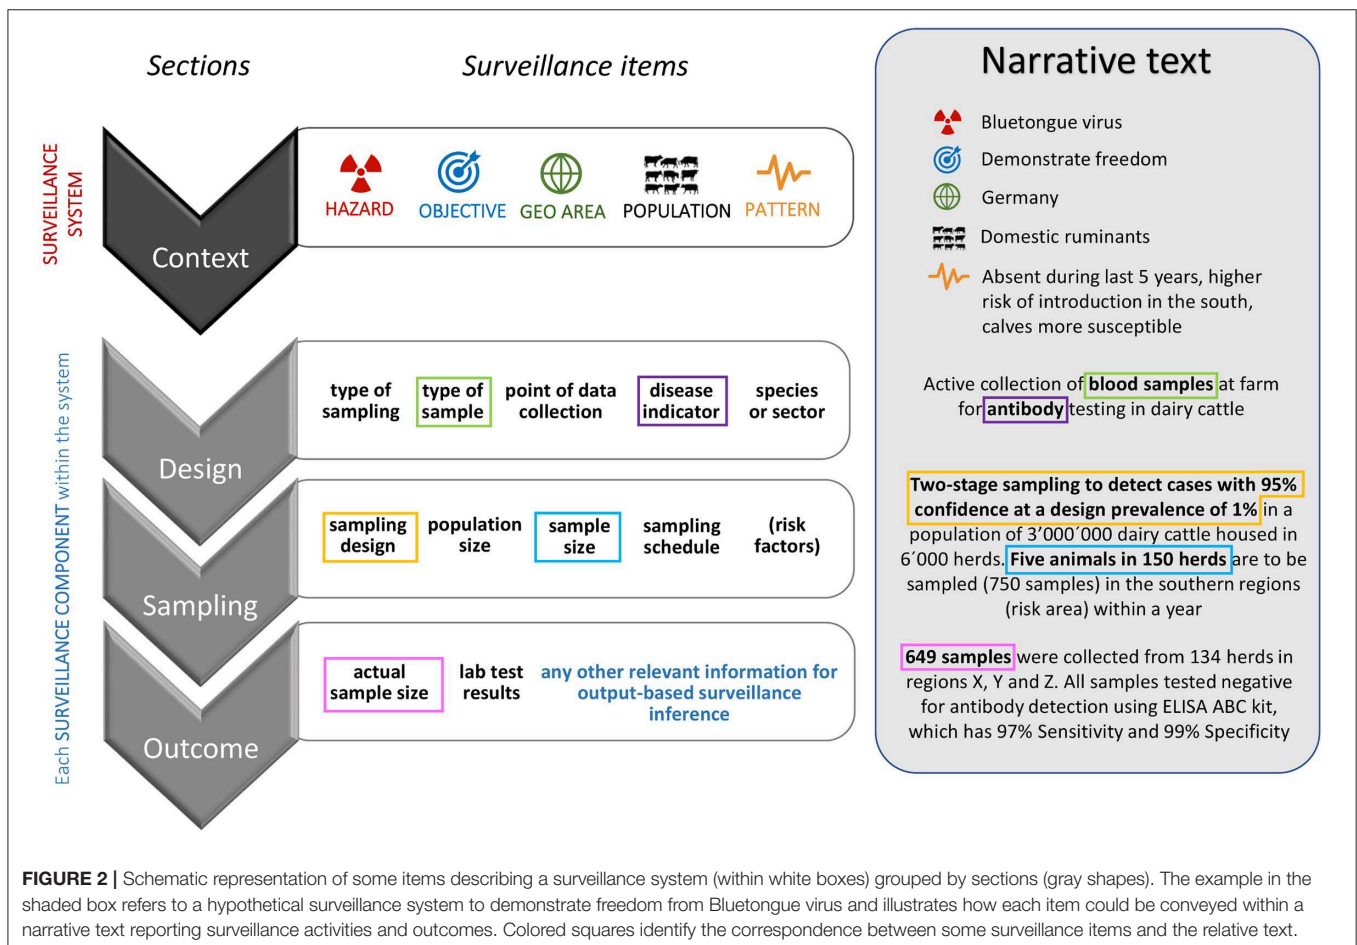 Sections
Surveillance items
SURVEILLANCE
SYSTEM
Context
HAZARD
OBJECTIVE
GEO AREA
POPULATION
PATTERN
Each SURVEILLANCE COMPONENT within the system
Design
type of
sampling
type of
sample
point of data
collection
disease
indicator
species
or sector
Sampling
sampling
design
population
size
sample
size
sampling
schedule
(risk
factors)
Outcome
actual
sample size
lab test
results
any other relevant information for
output-based surveillance
inference
Narrative text
Bluetongue virus
Demonstrate freedom
Germany
Domestic ruminants
Absent during last 5 years, higher
risk of introduction in the south,
calves more susceptible
Active collection of blood samples at farm
for antibody testing in dairy cattle
Two-stage sampling to detect cases with 95%
confidence at a design prevalence of 1% in a
population of 3’000´000 dairy cattle housed in
6´000 herds. Five animals in 150 herds are to be
sampled (750 samples) in the southern regions
(risk area) within a year
649 samples were collected from 134 herds in
regions X, Y and Z. All samples tested negative
for antibody detection using ELISA ABC kit,
which has 97% Sensitivity and 99% Specificity
FIGURE 2 | Schematic representation of some items describing a surveillance system (within white boxes) grouped by sections (gray shapes). The example in the
shaded box refers to a hypothetical surveillance system to demonstrate freedom from Bluetongue virus and illustrates how each item could be conveyed within a
narrative text reporting surveillance activities and outcomes. Colored squares identify the correspondence between some surveillance items and the relative text.